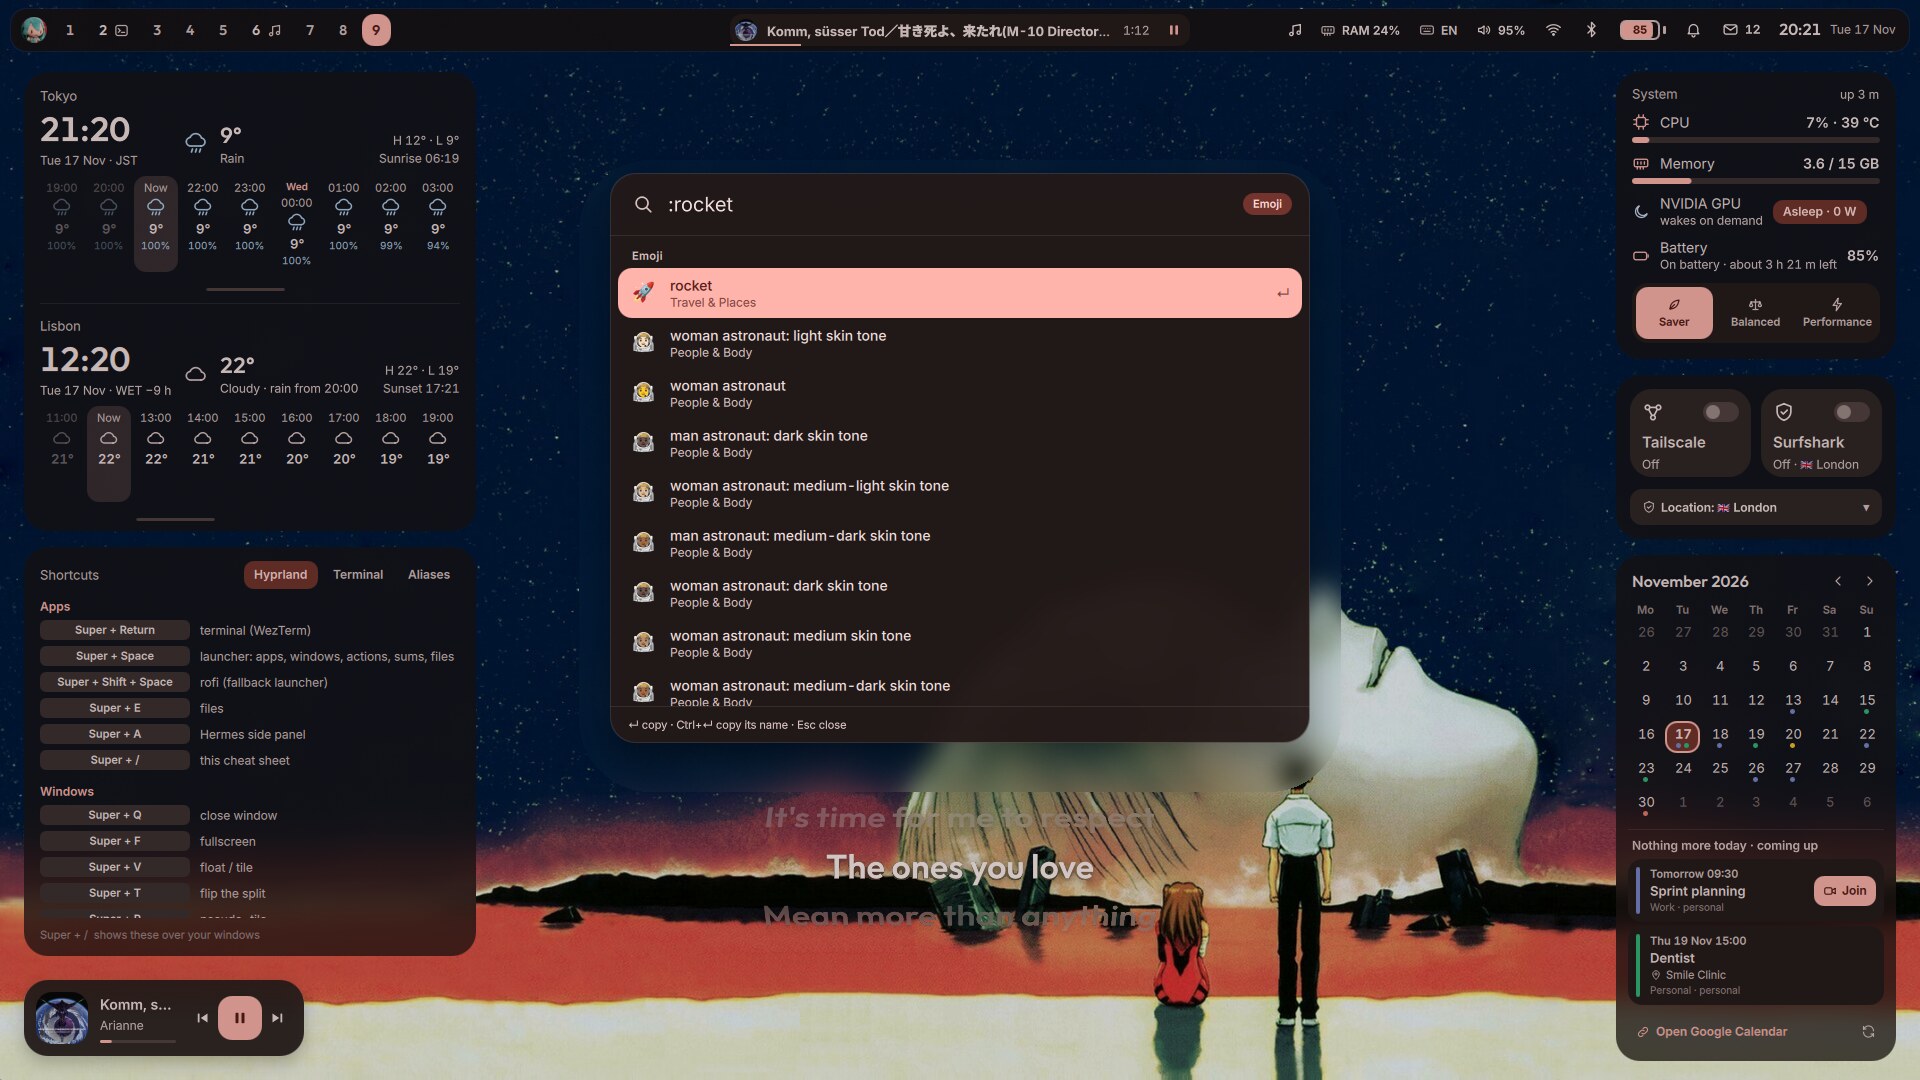 1 2 3 4 5 6 7 8 9
Komm, süsser Tod／甘き死よ、来たれ(M-10 Director... 1:12
RAM 24% EN 95% 85 12 20:21 Tue 17 Nov
Tokyo
21:20
Tue 17 Nov · JST
9°
Rain
H 12° · L 9°
Sunrise 06:19
19:00 20:00 Now 22:00 23:00 Wed 00:00 01:00 02:00 03:00
9° 9° 9° 9° 9° 9° 9° 9° 9°
100% 100% 100% 100% 100% 100% 100% 99% 94%
Lisbon
12:20
Tue 17 Nov · WET −9 h
22°
Cloudy · rain from 20:00
H 22° · L 19°
Sunset 17:21
11:00 Now 13:00 14:00 15:00 16:00 17:00 18:00 19:00
21° 22° 22° 21° 21° 20° 20° 19° 19°
Shortcuts Hyprland Terminal Aliases
Apps
Super + Return terminal (WezTerm)
Super + Space launcher: apps, windows, actions, sums, files
Super + Shift + Space rofi (fallback launcher)
Super + E files
Super + A Hermes side panel
Super + / this cheat sheet
Windows
Super + Q close window
Super + F fullscreen
Super + V float / tile
Super + T flip the split
Super + / shows these over your windows
Komm, s...
Arianne
:rocket Emoji
Emoji
rocket
Travel & Places
woman astronaut: light skin tone
People & Body
woman astronaut
People & Body
man astronaut: dark skin tone
People & Body
woman astronaut: medium-light skin tone
People & Body
man astronaut: medium-dark skin tone
People & Body
woman astronaut: dark skin tone
People & Body
woman astronaut: medium skin tone
People & Body
woman astronaut: medium-dark skin tone
People & Body
↵ copy · Ctrl+↵ copy its name · Esc close
It's time for me to respect
The ones you love
Mean more than anything
System up 3 m
CPU 7% · 39 °C
Memory 3.6 / 15 GB
NVIDIA GPU
wakes on demand
Asleep · 0 W
Battery
On battery · about 3 h 21 m left
85%
Saver Balanced Performance
Tailscale
Off
Surfshark
Off · 🇬🇧 London
Location: 🇬🇧 London ▾
November 2026
Mo Tu We Th Fr Sa Su
26 27 28 29 30 31 1
2 3 4 5 6 7 8
9 10 11 12 13 14 15
16 17 18 19 20 21 22
23 24 25 26 27 28 29
30 1 2 3 4 5 6
Nothing more today · coming up
Tomorrow 09:30
Sprint planning
Work · personal
Join
Thu 19 Nov 15:00
Dentist
Smile Clinic
Personal · personal
Open Google Calendar